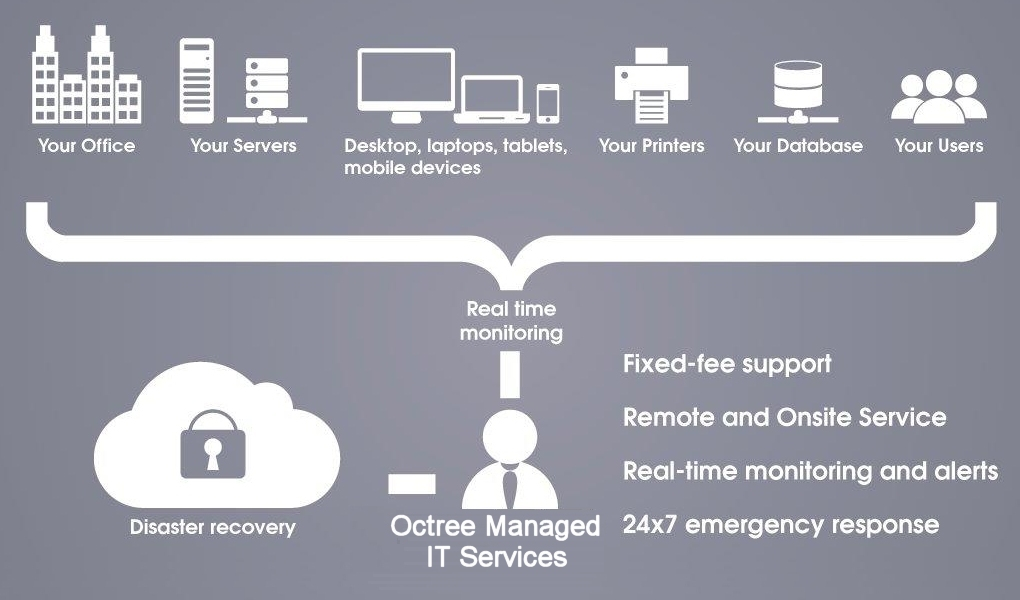 Your Office
Your Servers
Desktop, laptops, tablets,
mobile devices
Your Printers
Your Database
Your Users
Real time
monitoring
Disaster recovery
Octree Managed
IT Services
Fixed-fee support
Remote and Onsite Service
Real-time monitoring and alerts
24x7 emergency response